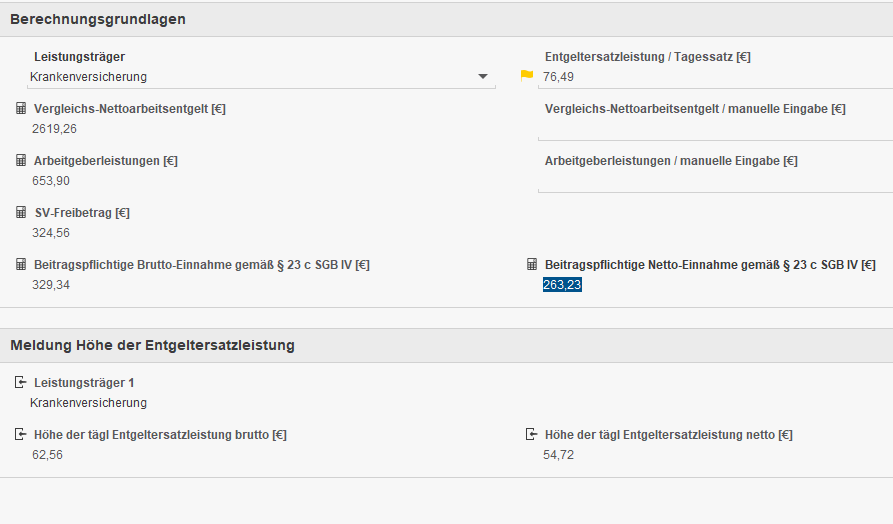 Berechnungsgrundlagen
Leistungsträger
Krankenversicherung
Entgeltersatzleistung / Tagessatz [€]
76,49
Vergleichs-Nettoarbeitsentgelt [€]
2619,26
Vergleichs-Nettoarbeitsentgelt / manuelle Eingabe [€]
Arbeitgeberleistungen [€]
653,90
Arbeitgeberleistungen / manuelle Eingabe [€]
SV-Freibetrag [€]
324,56
Beitragspflichtige Brutto-Einnahme gemäß § 23 c SGB IV [€]
329,34
Beitragspflichtige Netto-Einnahme gemäß § 23 c SGB IV [€]
263,23
Meldung Höhe der Entgeltersatzleistung
Leistungsträger 1
Krankenversicherung
Höhe der tägl Entgeltersatzleistung brutto [€]
62,56
Höhe der tägl Entgeltersatzleistung netto [€]
54,72